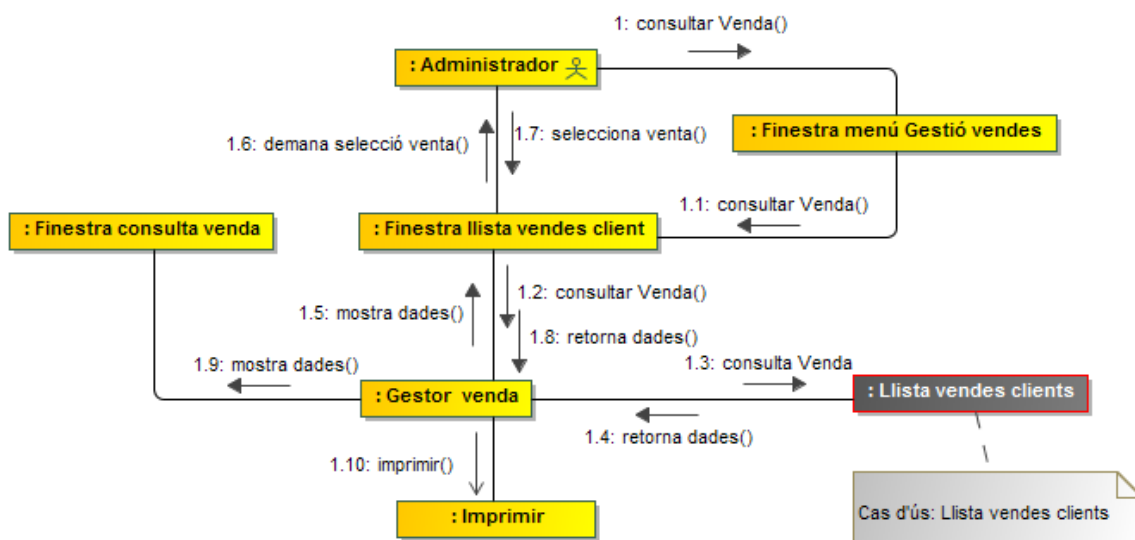 1: consultar Venda()
: Administrador
1.6: demana selecció venta()
1.7: selecciona venta()
: Finestra menú Gestió vendes
1.1: consultar Venda()
: Finestra consulta venda
: Finestra llista vendes client
1.2: consultar Venda()
1.5: mostra dades()
1.8: retorna dades()
1.9: mostra dades()
1.3: consulta Venda
: Gestor venda
: Llista vendes clients
1.4: retorna dades()
1.10: imprimir()
: Imprimir
Cas d'ús: Llista vendes clients